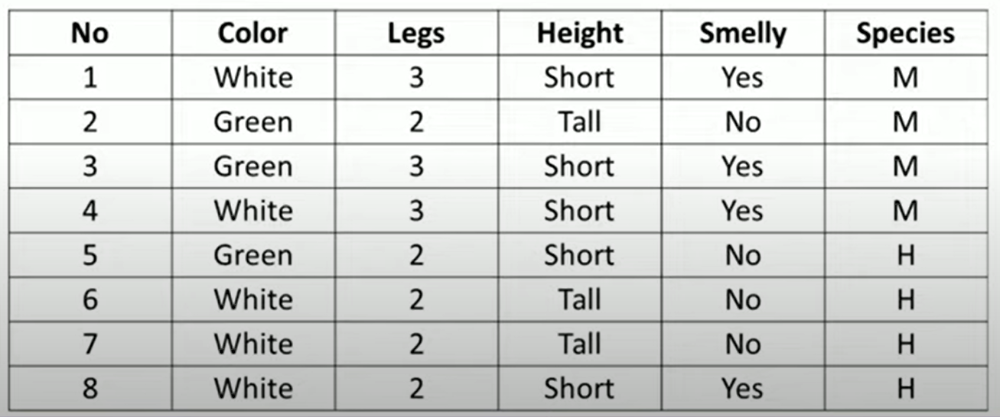 No Color Legs Height Smelly Species
1 White 3 Short Yes M
2 Green 2 Tall No M
3 Green 3 Short Yes M
4 White 3 Short Yes M
5 Green 2 Short No H
6 White 2 Tall No H
7 White 2 Tall No H
8 White 2 Short Yes H